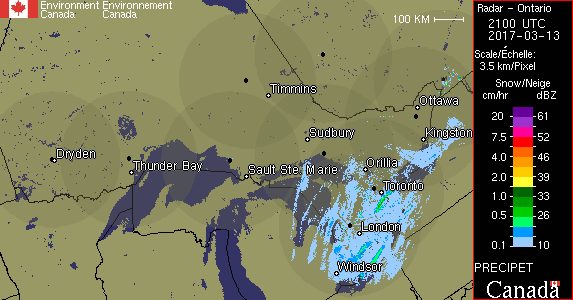 Environment Environnement
Canada Canada
100 KM
Timmins
Ottawa
Sudbury
Kingston
Dryden
Thunder Bay
Sault Ste. Marie
Orillia
Toronto
London
Windsor
Radar - Ontario
2100 UTC
2017-03-13
Scale/Échelle:
3.5 km/Pixel
Snow/Neige
cm/hr dBZ
20 61
7.5 52
4.0 46
2.0 39
1.0 33
0.5 26
0.1 10
PRECIPET
Canada